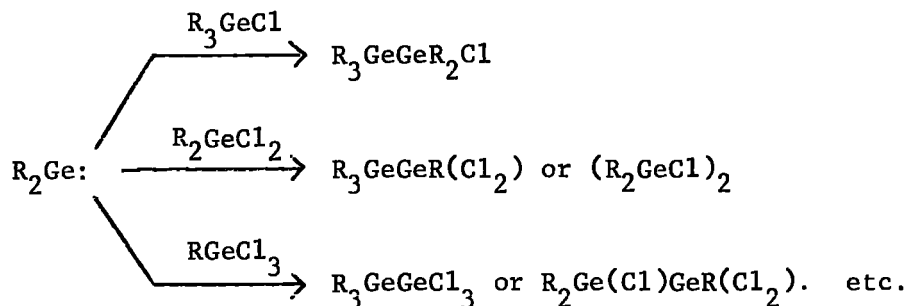 R₃GeCl
R₃GeGeR₂Cl
R₂GeCl₂
R₂Ge: R₃GeGeR(Cl₂) or (R₂GeCl)₂
RGeCl₃
R₃GeGeCl₃ or R₂Ge(Cl)GeR(Cl₂). etc.